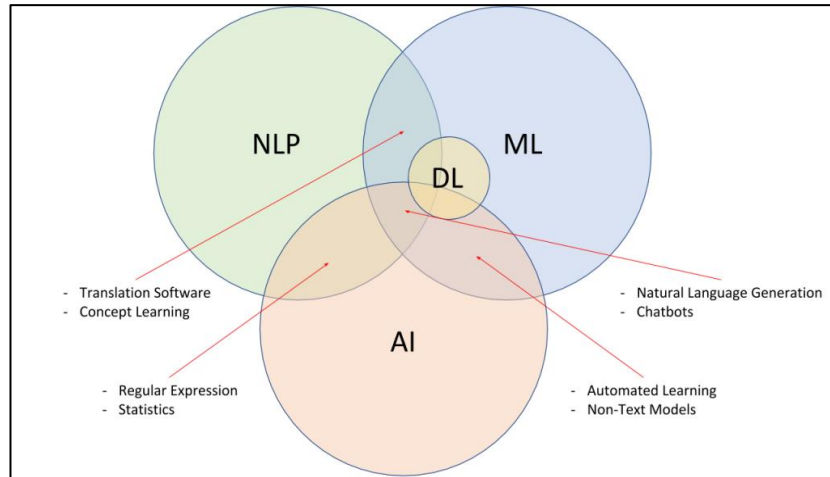 NLP
ML
DL
AI
- Translation Software
- Concept Learning
- Natural Language Generation
- Chatbots
- Regular Expression
- Statistics
- Automated Learning
- Non-Text Models